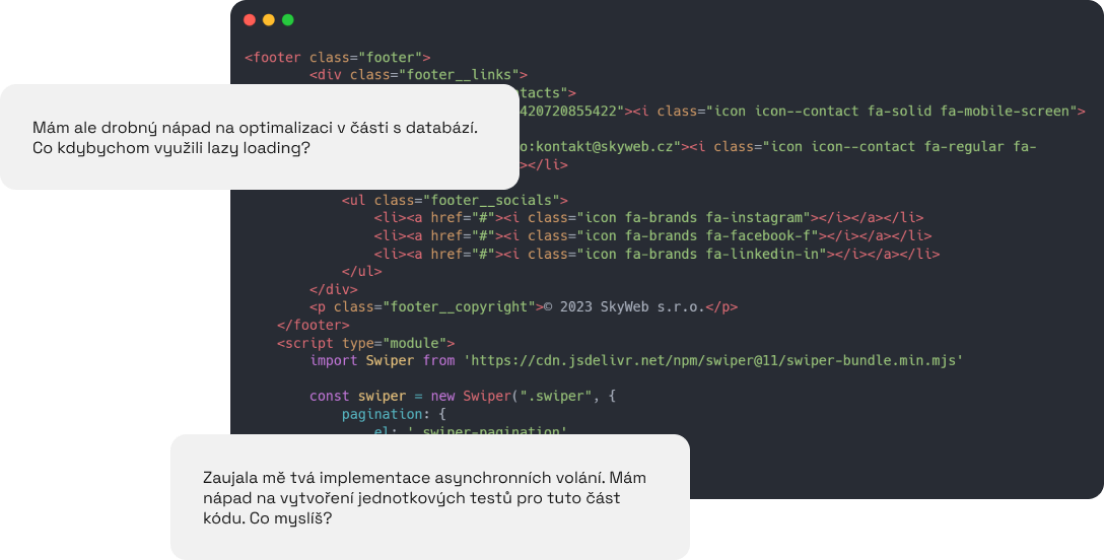 <footer class="footer">
<div class="footer__links">
tacts">
420720855422"><i class="icon icon--contact fa-solid fa-mobile-screen">
o:kontakt@skyweb.cz"><i class="icon icon--contact fa-regular fa-
></li>
<ul class="footer__socials">
<li><a href="#"><i class="icon fa-brands fa-instagram"></i></a></li>
<li><a href="#"><i class="icon fa-brands fa-facebook-f"></i></a></li>
<li><a href="#"><i class="icon fa-brands fa-linkedin-in"></i></a></li>
</ul>
</div>
<p class="footer__copyright">© 2023 SkyWeb s.r.o.</p>
</footer>
<script type="module">
import Swiper from 'https://cdn.jsdelivr.net/npm/swiper@11/swiper-bundle.min.mjs'
const swiper = new Swiper(".swiper", {
pagination: {
el: '.swiper-pagination'
Mám ale drobný nápad na optimalizaci v části s databází.
Co kdybychom využili lazy loading?
Zaujala mě tvá implementace asynchronních volání. Mám
nápad na vytvoření jednotkových testů pro tuto část
kódu. Co myslíš?